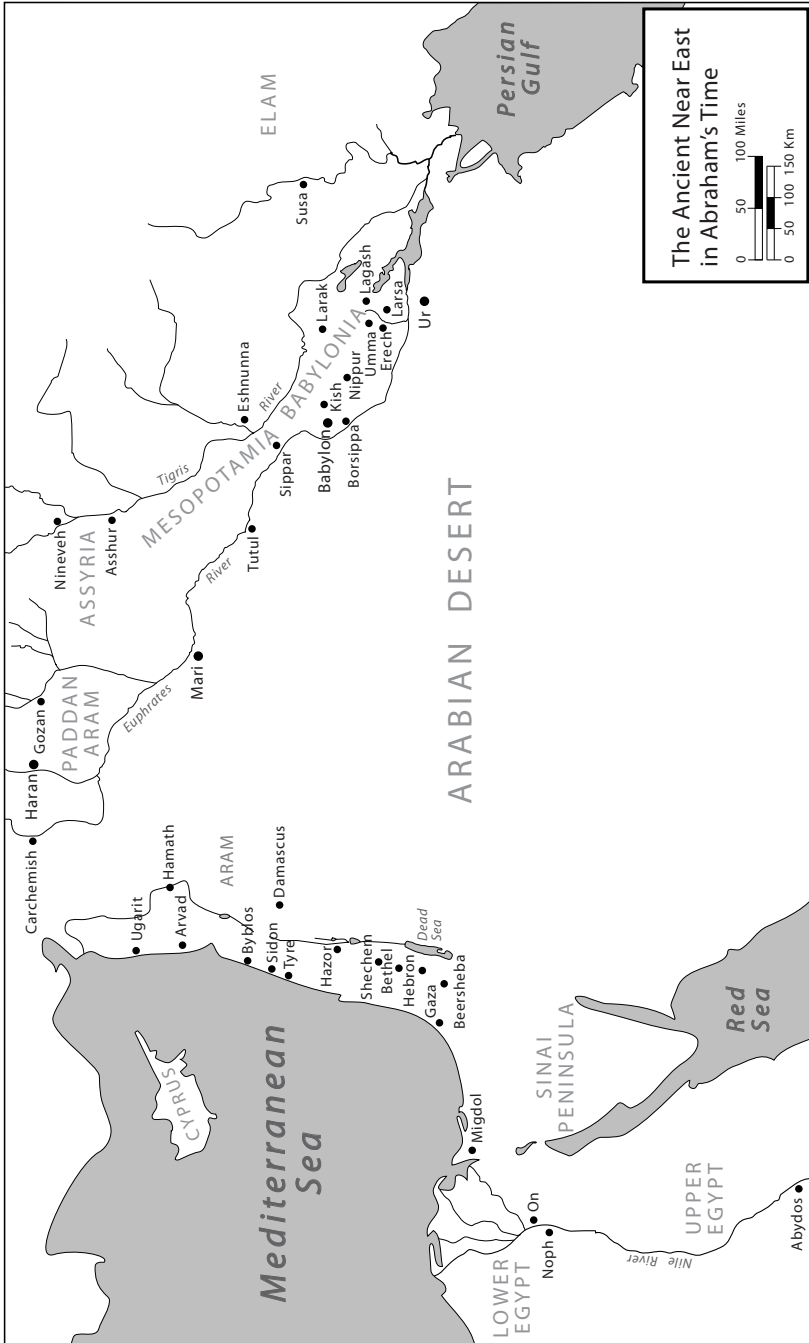 The Ancient Near East
in Abraham's Time
0 50 100 Miles
0 50 100 150 Km
Mediterranean
Sea
CYPRUS
Carchemish
Haran
Gozan
PADDAN
ARAM
Nineveh
ASSYRIA
Asshur
Ugarit
Hamath
Arvad
ARAM
Byblos
Sidon
Tyre
Damascus
Hazor
Shechem
Bethel
Hebron
Gaza
Beersheba
Dead
Sea
Euphrates
River
Mari
Tutul
Tigris
River
MESOPOTAMIA
Eshnunna
Sippar
BABYLONIA
Babylon
Kish
Borsippa
Nippur
Larak
Umma
Erech
Lagash
Larsa
Ur
Susa
ELAM
Persian
Gulf
ARABIAN DESERT
Migdol
SINAI
PENINSULA
Red
Sea
LOWER
EGYPT
On
Noph
Nile
River
UPPER
EGYPT
Abydos